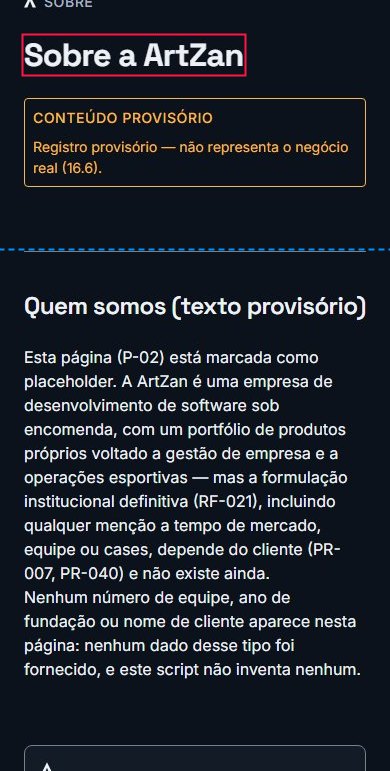 SOBRE
Sobre a ArtZan
CONTEÚDO PROVISÓRIO
Registro provisório — não representa o negócio
real (16.6).
Quem somos (texto provisório)
Esta página (P-02) está marcada como
placeholder. A ArtZan é uma empresa de
desenvolvimento de software sob
encomenda, com um portfólio de produtos
próprios voltado a gestão de empresa e a
operações esportivas — mas a formulação
institucional definitiva (RF-021), incluindo
qualquer menção a tempo de mercado,
equipe ou cases, depende do cliente (PR-
007, PR-040) e não existe ainda.
Nenhum número de equipe, ano de
fundação ou nome de cliente aparece nesta
página: nenhum dado desse tipo foi
fornecido, e este script não inventa nenhum.